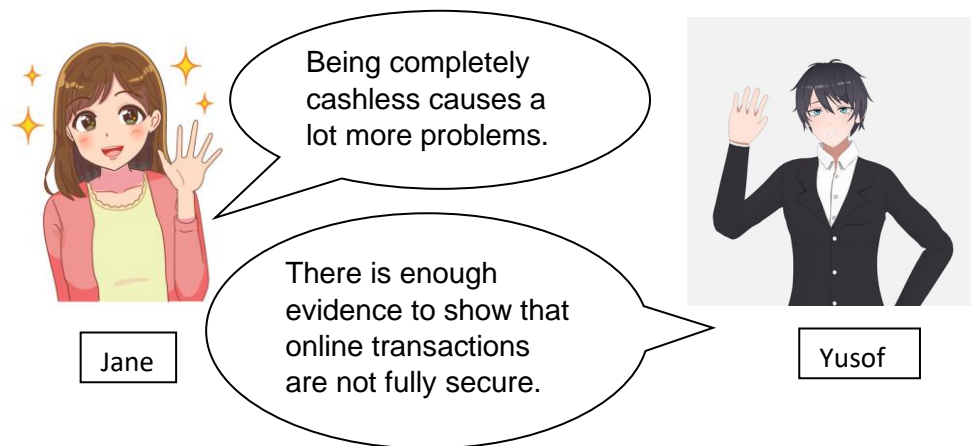 Being completely
cashless causes a
lot more problems.
There is enough
evidence to show that
online transactions
are not fully secure.
Jane
Yusof